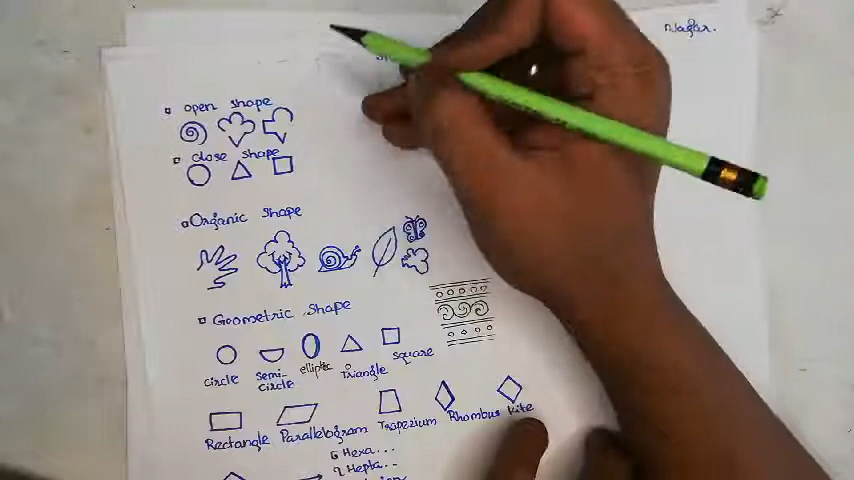 Nagar.
Open shape
close shape
Organic shape
Geometric shape
circle
semi-
circle
elliptic
Triangle
square
Rectangle
Parallelogram
Trapezium
Rhombus
kite
6 Hexa...
7 Hepta..